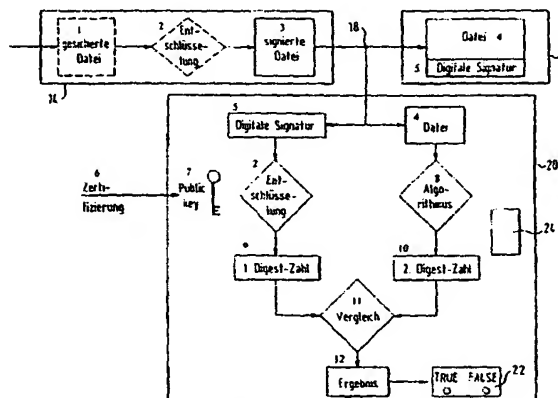 1
gesicherte
Datei
2
Ent-
schlüsse-
lung
3
signierte
Datei
18
Datei 4
5 Digitale Signatur
16
5
Digitale Signatur
4
Datei
20
6
Zerti-
fizierung
7
Public
key
2
Ent-
schlüsse-
lung
8
Algo-
rithmus
24
1. Digest-Zahl
10
2. Digest-Zahl
11
Vergleich
12
Ergebnis
TRUE FALSE
22